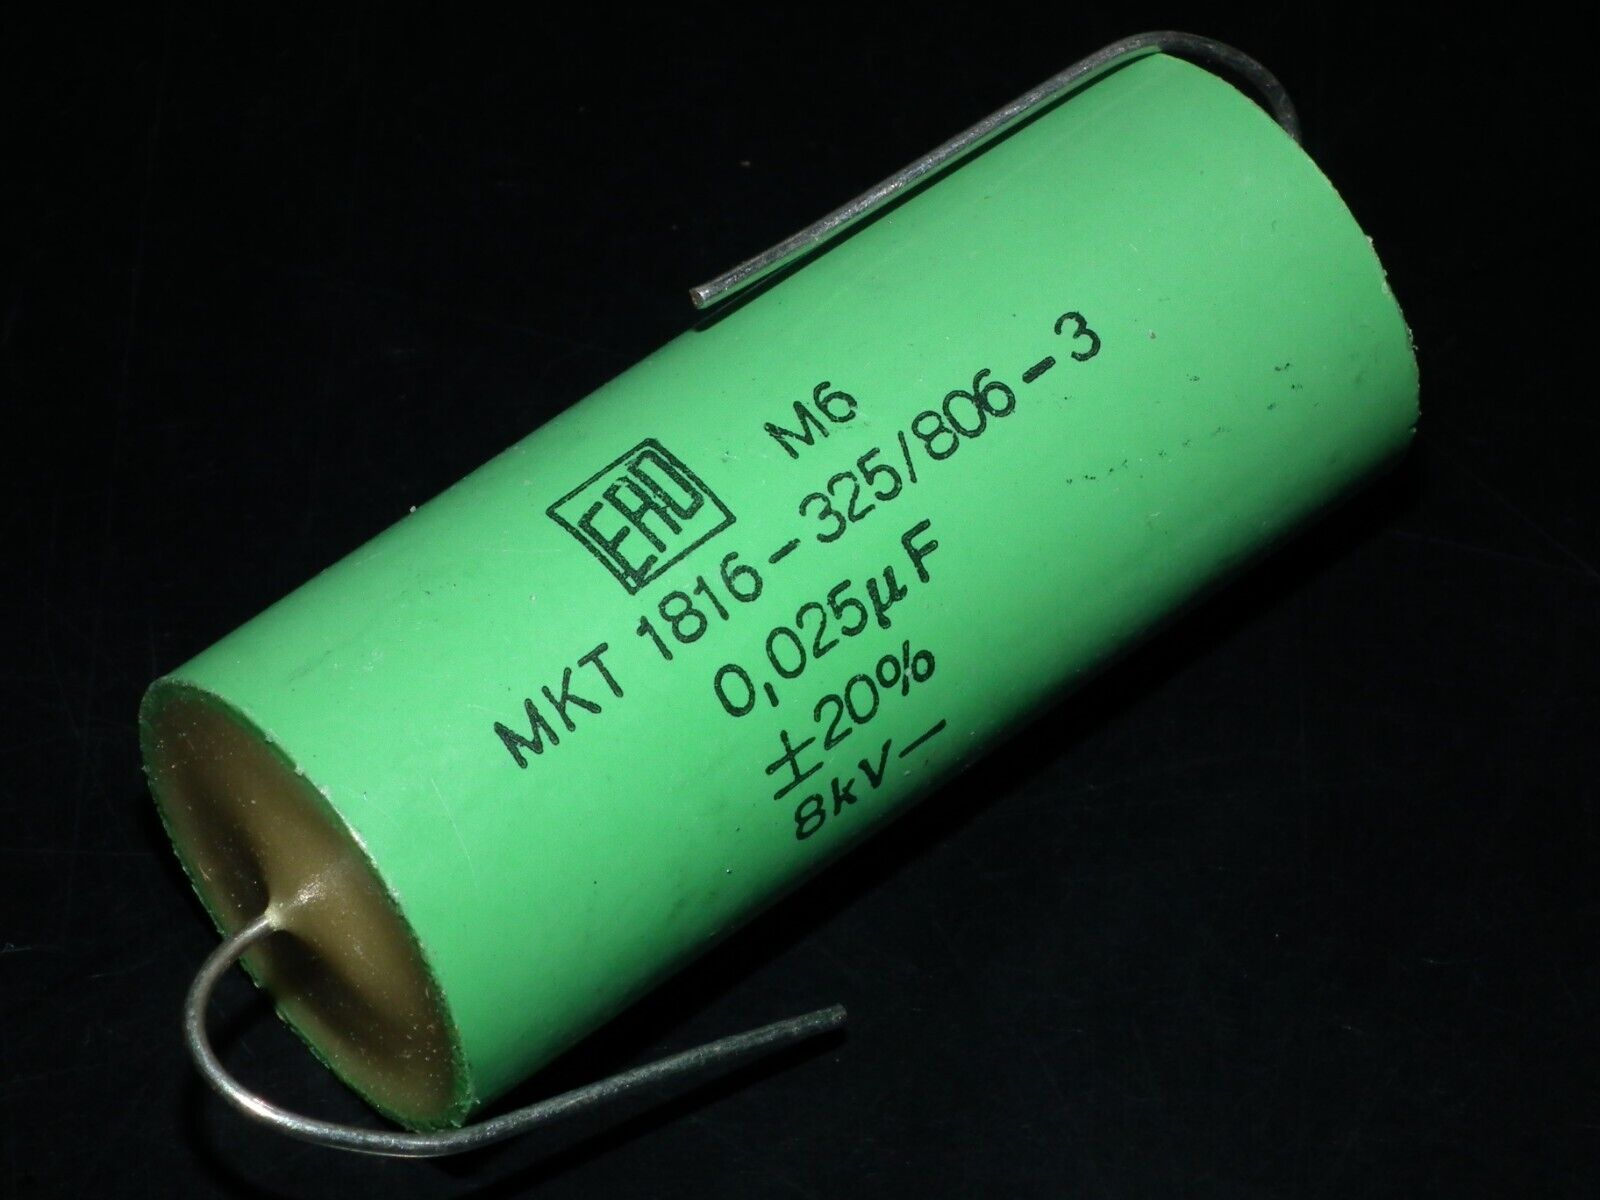 ERO M6
MKT 1816-325/806-3
0,025µF
±20%
8kV-